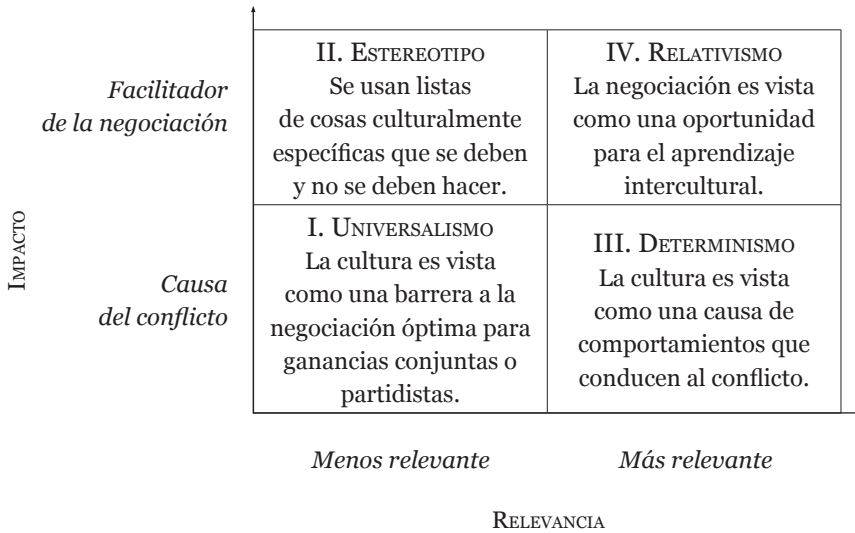 II. Estereotipo
Se usan listas
de cosas culturalmente
específicas que se deben
y no se deben hacer.
IV. Relativismo
La negociación es vista
como una oportunidad
para el aprendizaje
intercultural.
Facilitador
de la negociación
I. Universalismo
La cultura es vista
como una barrera a la
negociación óptima para
ganancias conjuntas o
partidistas.
III. Determinismo
La cultura es vista
como una causa de
comportamientos que
conducen al conflicto.
Impacto
Causa
del conflicto
Menos relevante
Más relevante
Relevancia